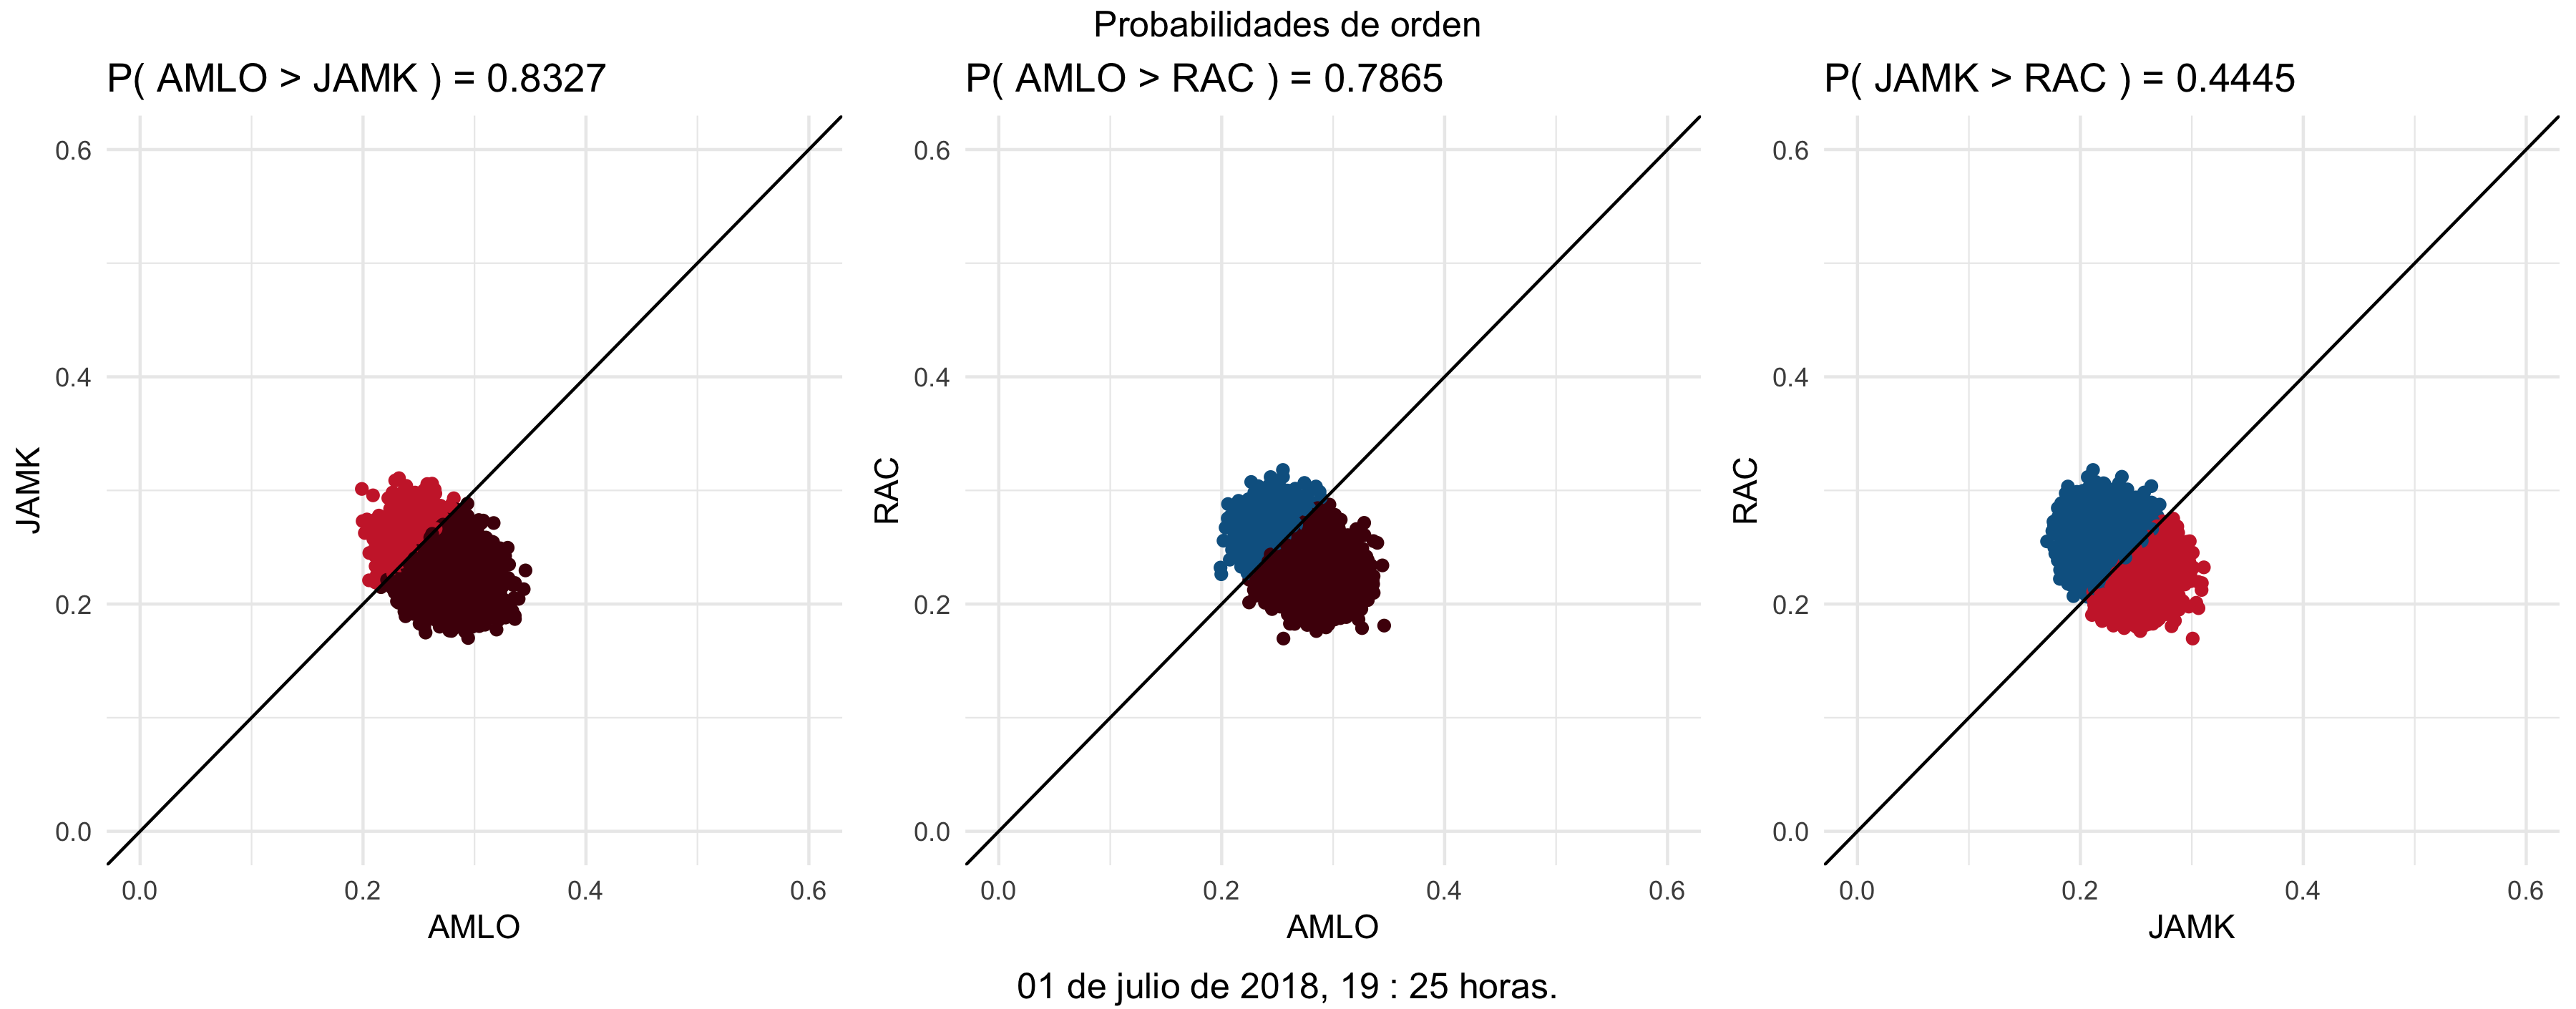 Probabilidades de orden
P( AMLO > JAMK ) = 0.8327
P( AMLO > RAC ) = 0.7865
P( JAMK > RAC ) = 0.4445
0.6
0.4
0.2
0.0
JAMK
0.0 0.2 0.4 0.6
AMLO
0.6
0.4
0.2
0.0
RAC
0.0 0.2 0.4 0.6
AMLO
0.6
0.4
0.2
0.0
RAC
0.0 0.2 0.4 0.6
JAMK
01 de julio de 2018, 19 : 25 horas.